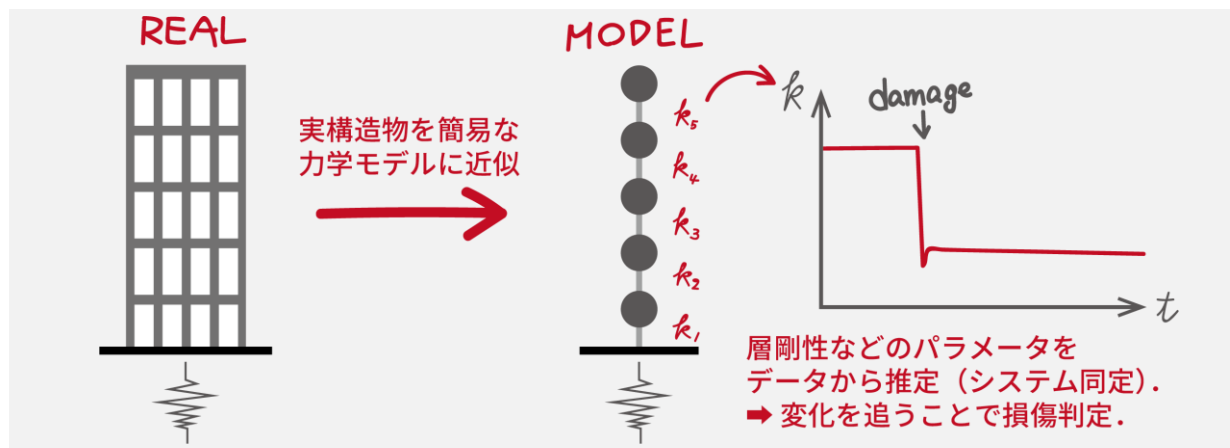 REAL
実構造物を簡易な
力学モデルに近似
MODEL
k5
k4
k3
k2
k1
k
damage
t
層剛性などのパラメータを
データから推定（システム同定）．
➡ 変化を追うことで損傷判定．